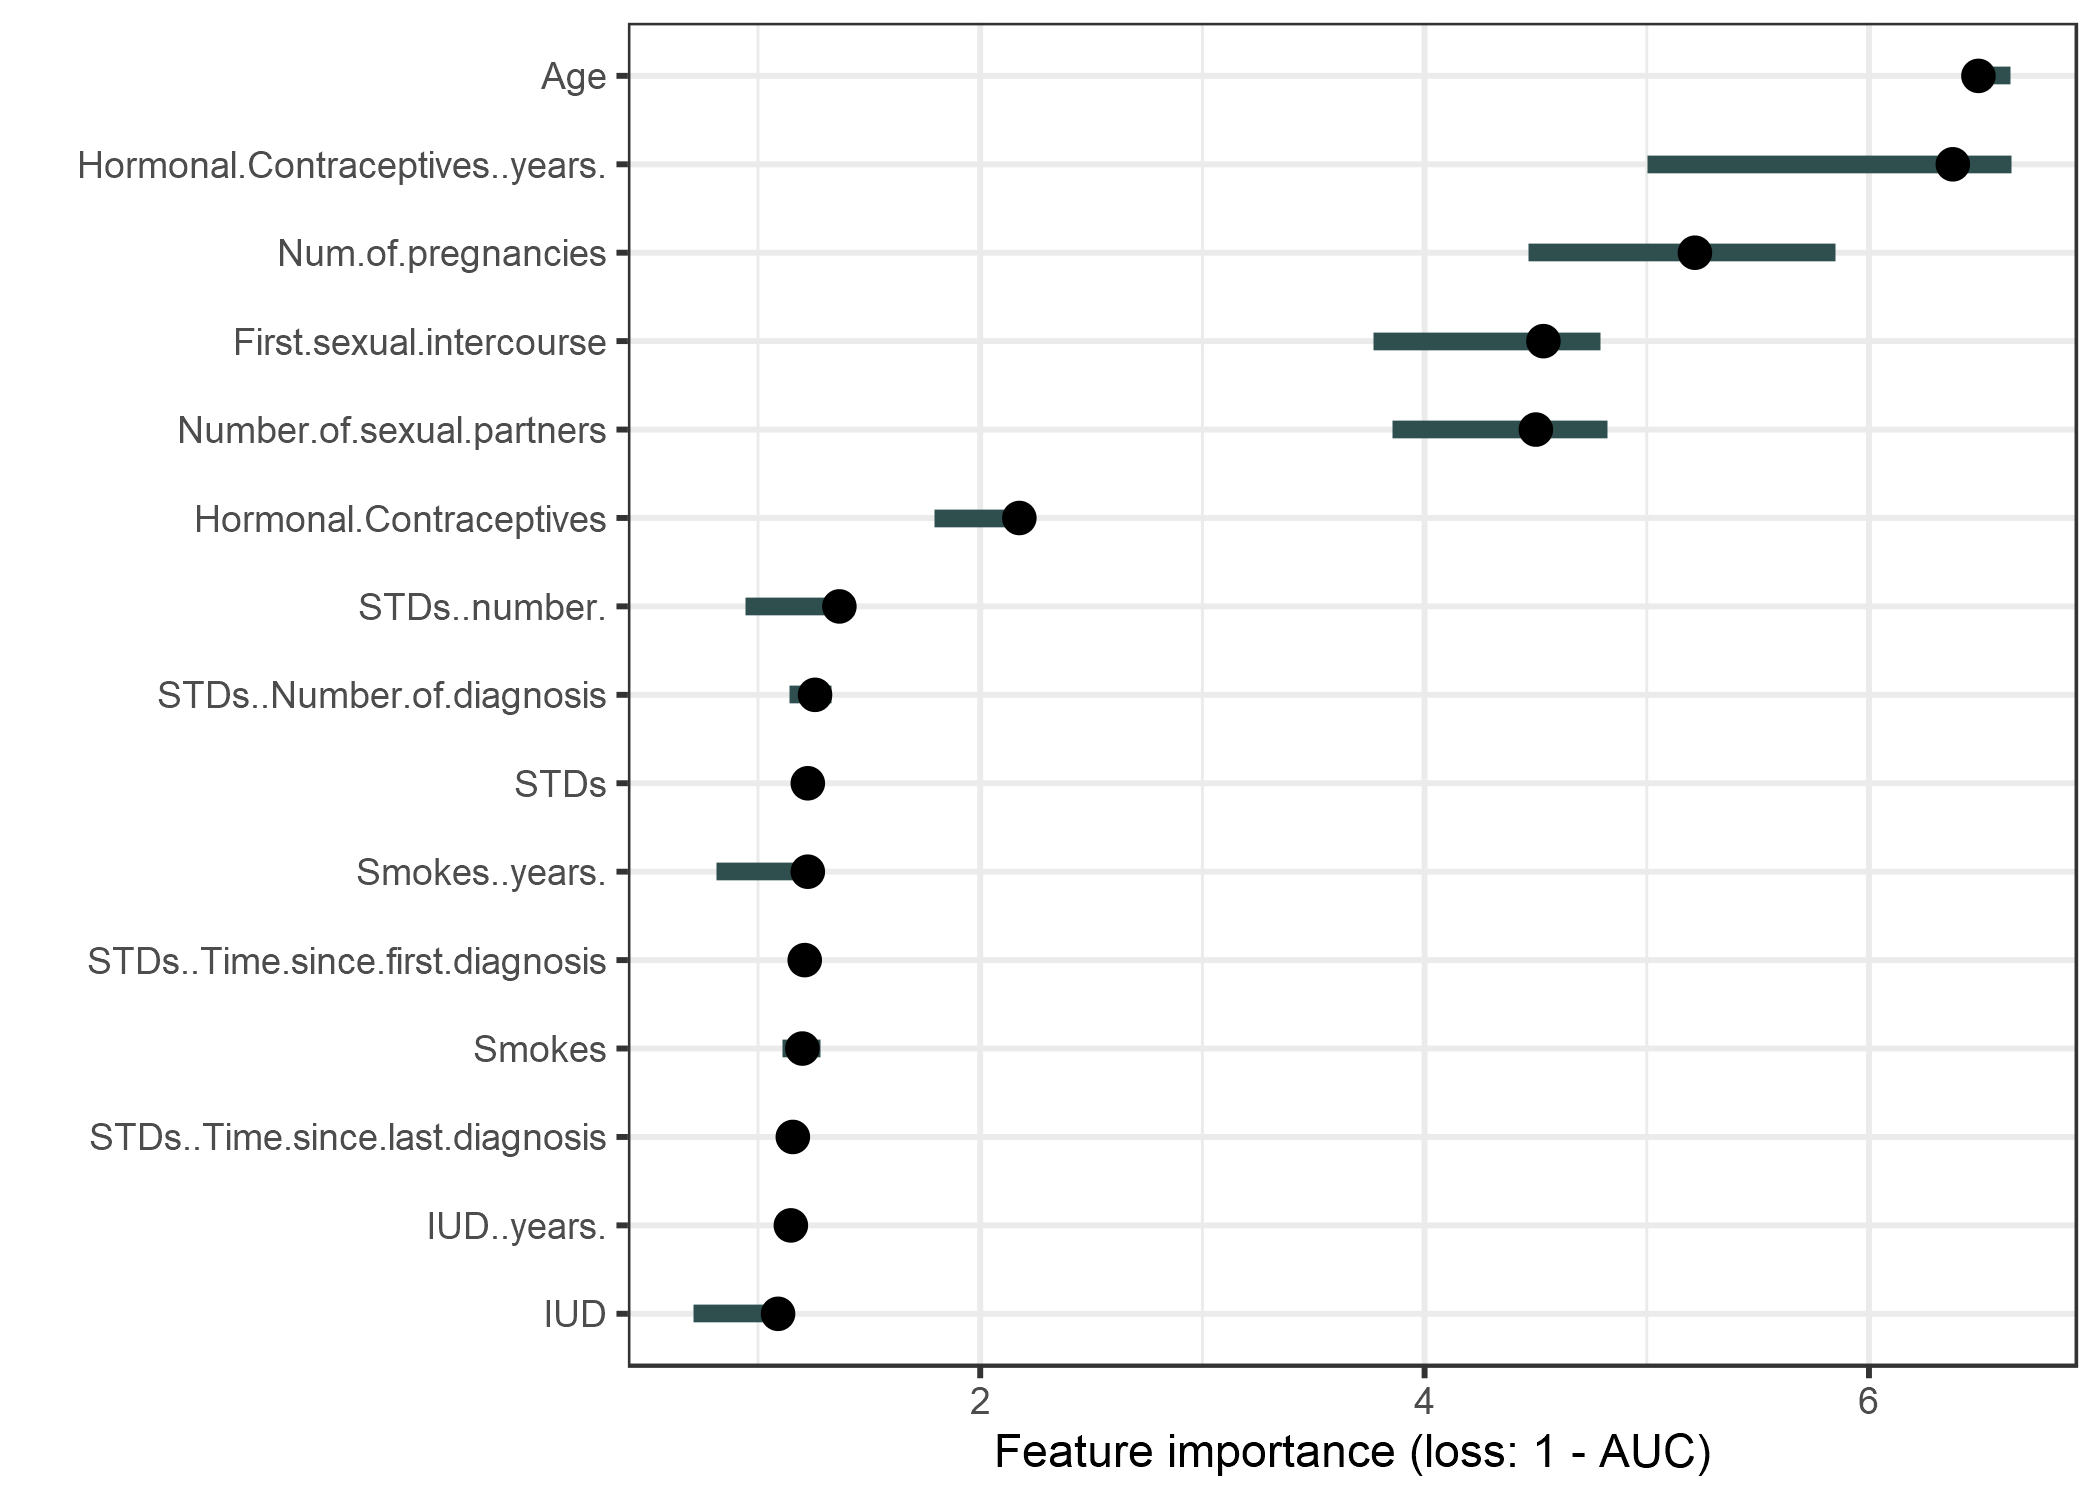 Age
Hormonal.Contraceptives..years.
Num.of.pregnancies
First.sexual.intercourse
Number.of.sexual.partners
Hormonal.Contraceptives
STDs..number.
STDs..Number.of.diagnosis
STDs
Smokes..years.
STDs..Time.since.first.diagnosis
Smokes
STDs..Time.since.last.diagnosis
IUD..years.
IUD
2 4 6
Feature importance (loss: 1 - AUC)